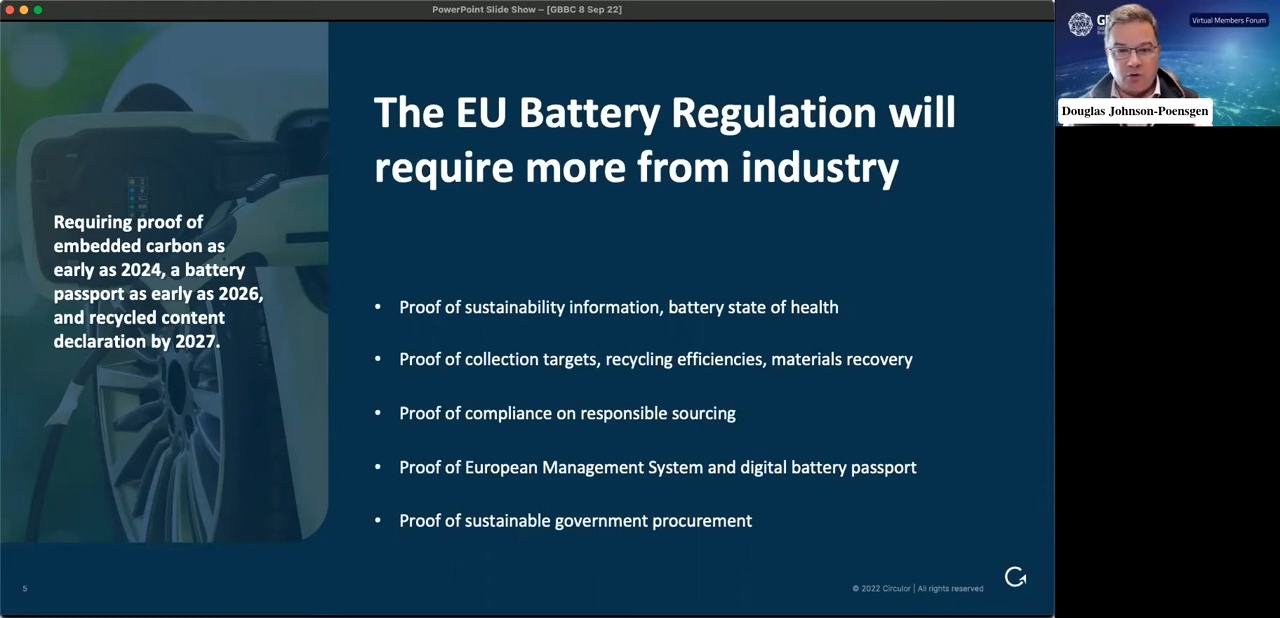 PowerPoint Slide Show – [GBBC 8 Sep 22]
The EU Battery Regulation will
require more from industry
Requiring proof of
embedded carbon as
early as 2024, a battery
passport as early as 2026,
and recycled content
declaration by 2027.
• Proof of sustainability information, battery state of health
• Proof of collection targets, recycling efficiencies, materials recovery
• Proof of compliance on responsible sourcing
• Proof of European Management System and digital battery passport
• Proof of sustainable government procurement
5
© 2022 Circulor | All rights reserved
Virtual Members Forum
Douglas Johnson-Poensgen